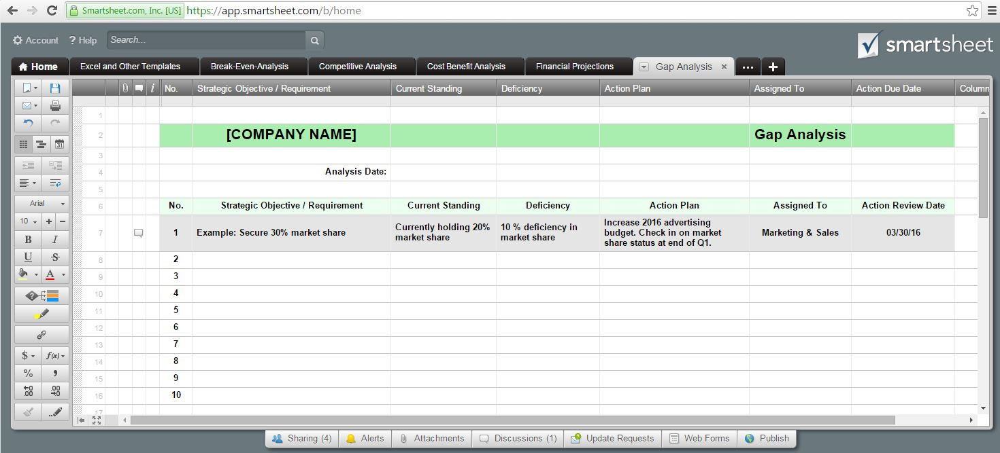 Smartsheet.com, Inc. [US] https://app.smartsheet.com/b/home
Account ? Help Search... smartsheet
Home Excel and Other Templates Break-Even-Analysis Competitive Analysis Cost Benefit Analysis Financial Projections Gap Analysis × ... +
i No. Strategic Objective / Requirement Current Standing Deficiency Action Plan Assigned To Action Due Date Column
1
2 [COMPANY NAME] Gap Analysis
3
4 Analysis Date:
5
6 No. Strategic Objective / Requirement Current Standing Deficiency Action Plan Assigned To Action Review Date
7 1 Example: Secure 30% market share
Currently holding 20%
market share
10 % deficiency in
market share
Increase 2016 advertising
budget. Check in on market
share status at end of Q1.
Marketing & Sales 03/30/16
8 2
9 3
10 4
11 5
12 6
13 7
14 8
15 9
16 10
17
31
Arial
10 + −
B I
U S
A
?
$ f(x)
% ,
.0 .00
.00 .0
Sharing (4) Alerts Attachments Discussions (1) Update Requests Web Forms Publish